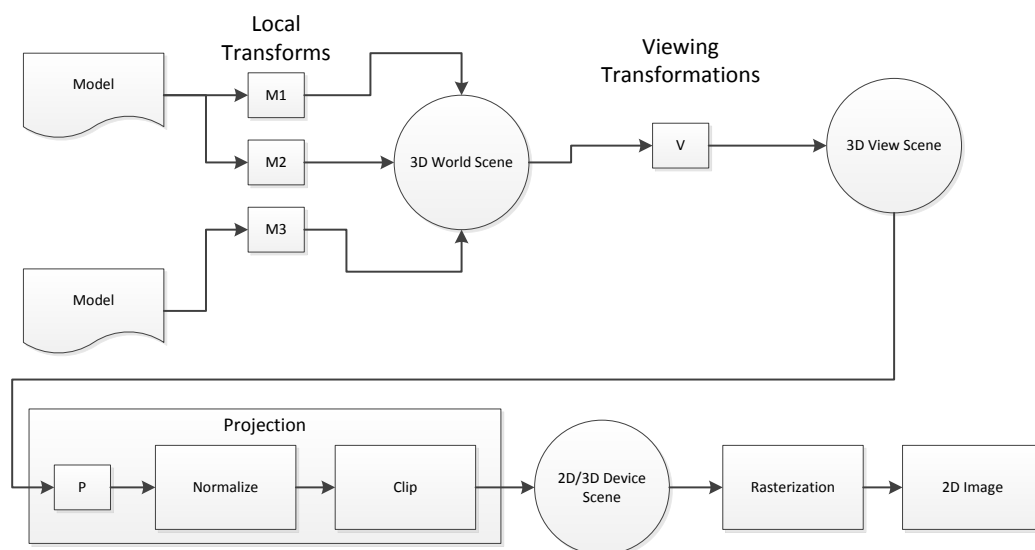 Local
Transforms
Viewing
Transformations
Model
M1
M2
3D World Scene
V
3D View Scene
M3
Model
Projection
P
Normalize
Clip
2D/3D Device
Scene
Rasterization
2D Image